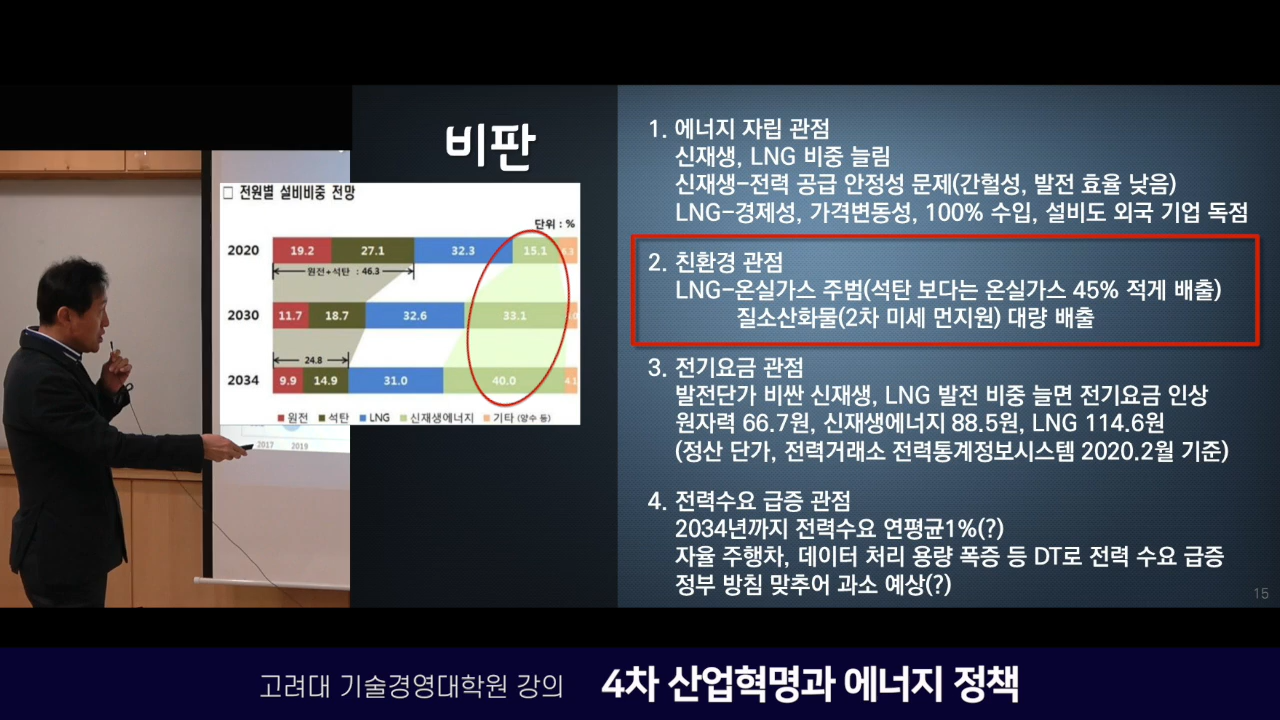 비판
□ 전원별 설비비중 전망
단위 : %
2020 19.2 27.1 32.3 15.1
원전+석탄 : 46.3
2030 11.7 18.7 32.6 33.1
24.8
2034 9.9 14.9 31.0 40.0 4.1
원전 석탄 LNG 신재생에너지 기타 (양수 등)
2017 2019
1. 에너지 자립 관점
신재생, LNG 비중 늘림
신재생-전력 공급 안정성 문제(간헐성, 발전 효율 낮음)
LNG-경제성, 가격변동성, 100% 수입, 설비도 외국 기업 독점
2. 친환경 관점
LNG-온실가스 주범(석탄 보다는 온실가스 45% 적게 배출)
질소산화물(2차 미세 먼지원) 대량 배출
3. 전기요금 관점
발전단가 비싼 신재생, LNG 발전 비중 늘면 전기요금 인상
원자력 66.7원, 신재생에너지 88.5원, LNG 114.6원
(정산 단가, 전력거래소 전력통계정보시스템 2020.2월 기준)
4. 전력수요 급증 관점
2034년까지 전력수요 연평균1%(?)
자율 주행차, 데이터 처리 용량 폭증 등 DT로 전력 수요 급증
정부 방침 맞추어 과소 예상(?)
15
고려대 기술경영대학원 강의 4차 산업혁명과 에너지 정책